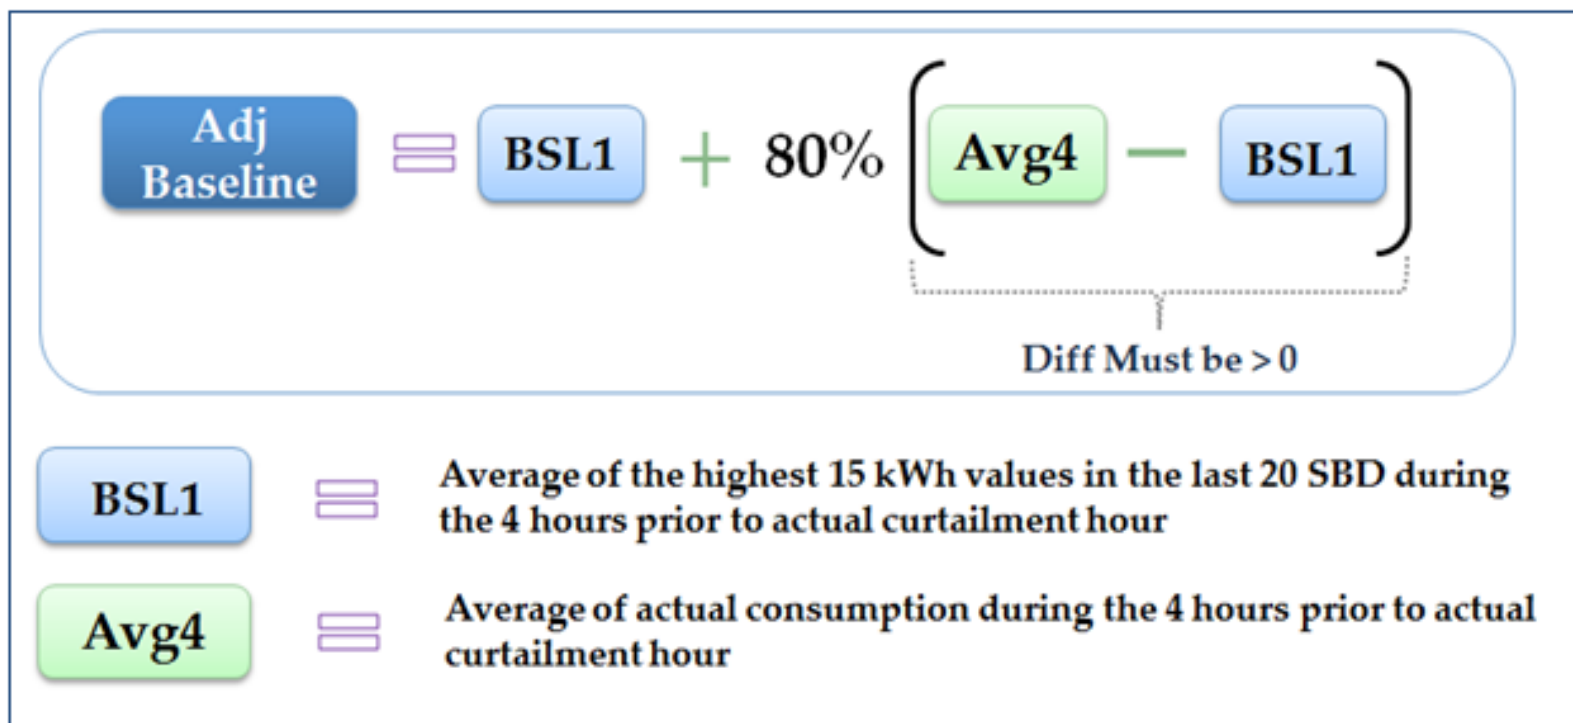 Adj
Baseline = BSL1 + 80% ( Avg4 − BSL1 )
Diff Must be > 0
BSL1 = Average of the highest 15 kWh values in the last 20 SBD during
the 4 hours prior to actual curtailment hour
Avg4 = Average of actual consumption during the 4 hours prior to actual
curtailment hour